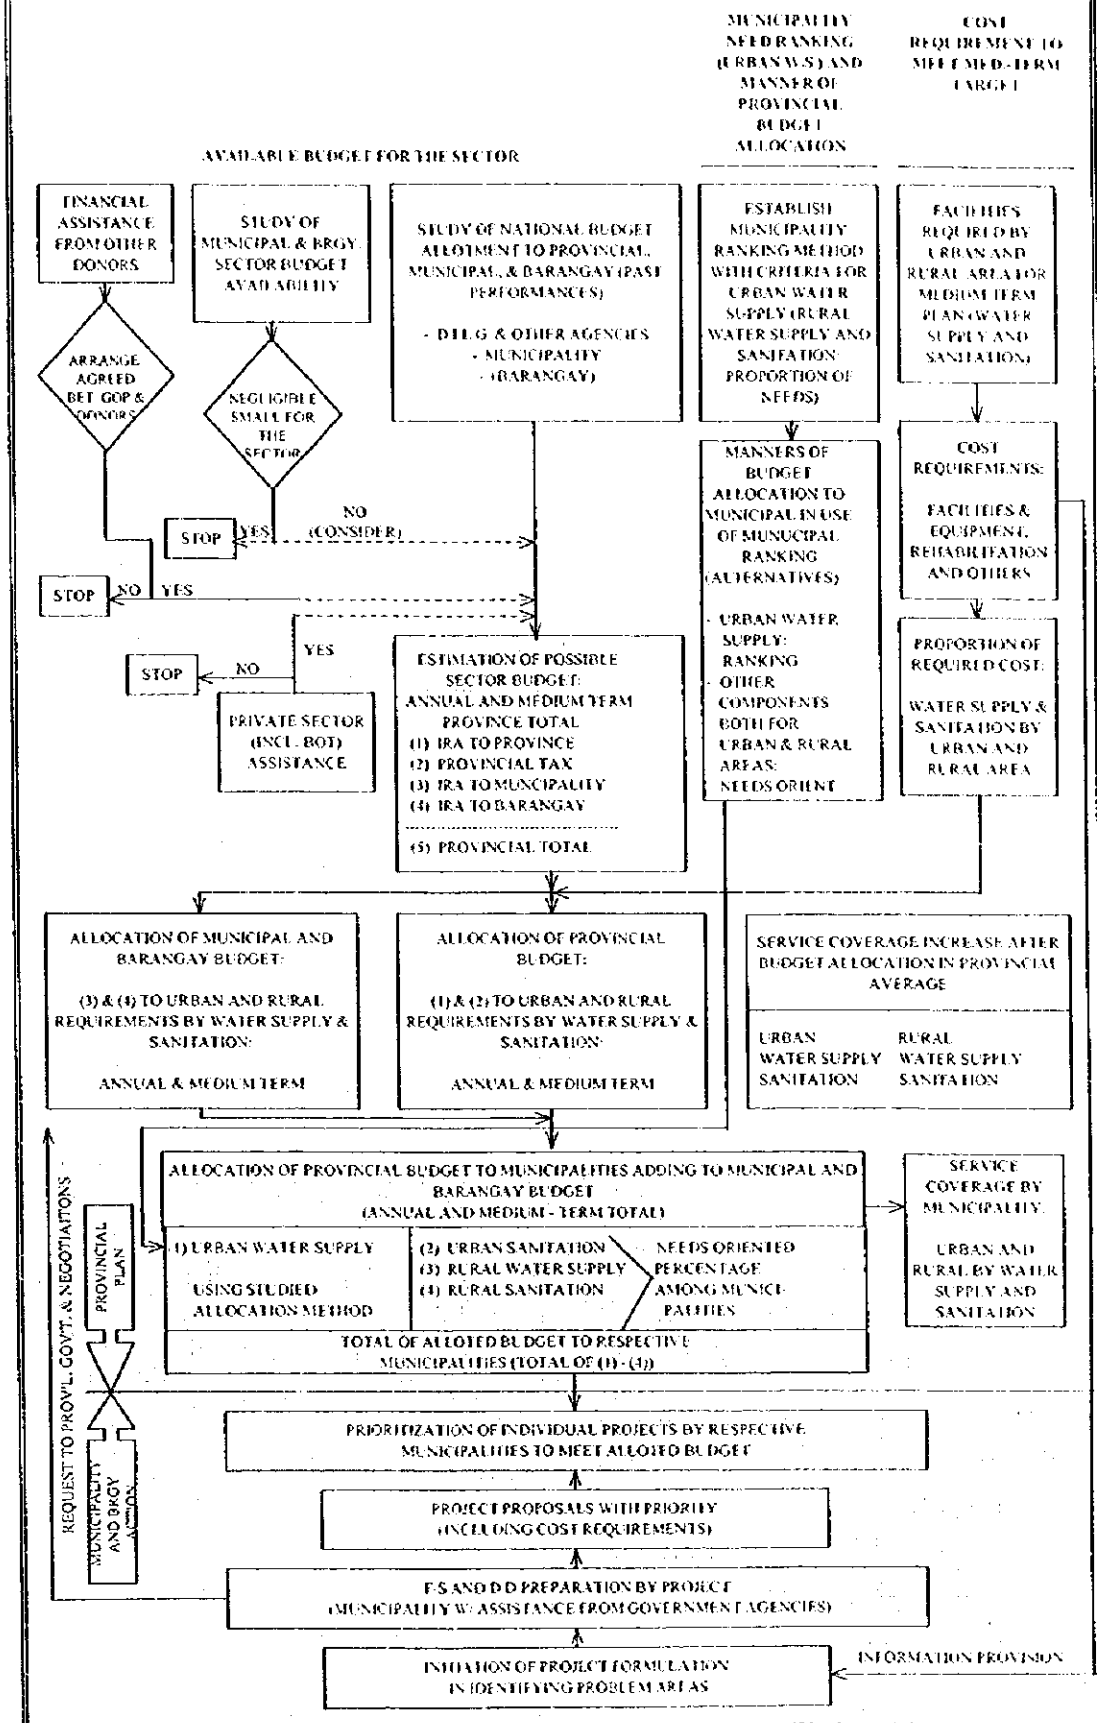 MUNICIPALITY
NEED RANKING
(URBAN W.S) AND
MANNER OF
PROVINCIAL
BUDGET
ALLOCATION
COST
REQUIREMENT TO
MEET MED.-TERM
TARGET
AVAILABLE BUDGET FOR THE SECTOR
FINANCIAL
ASSISTANCE
FROM OTHER
DONORS
STUDY OF
MUNICIPAL & BRGY.
SECTOR BUDGET
AVAILABILITY
STUDY OF NATIONAL BUDGET
ALLOTMENT TO PROVINCIAL,
MUNICIPAL, & BARANGAY (PAST
PERFORMANCES)
- DILG & OTHER AGENCIES
- MUNICIPALITY
- (BARANGAY)
ESTABLISH
MUNICIPALITY
RANKING METHOD
WITH CRITERIA FOR
URBAN WATER
SUPPLY (RURAL
WATER SUPPLY AND
SANITATION:
PROPORTION OF
NEEDS)
FACILITIES
REQUIRED BY
URBAN AND
RURAL AREA FOR
MEDIUM TERM
PLAN (WATER
SUPPLY AND
SANITATION)
ARRANGE
AGREED
BET. GOP &
DONORS
NEGLIGIBLE
SMALL FOR
THE
SECTOR
MANNERS OF
BUDGET
ALLOCATION TO
MUNICIPAL IN USE
OF MUNUCIPAL
RANKING
(ALTERNATIVES)
- URBAN WATER
SUPPLY:
RANKING
- OTHER
COMPONENTS
BOTH FOR
URBAN & RURAL
AREAS:
NEEDS ORIENT
COST
REQUIREMENTS:
FACILITIES &
EQUIPMENT,
REHABILITATION
AND OTHERS
STOP
YES
NO
(CONSIDER)
STOP
NO
YES
STOP
NO
YES
PRIVATE SECTOR
(INCL. BOT)
ASSISTANCE
ESTIMATION OF POSSIBLE
SECTOR BUDGET:
ANNUAL AND MEDIUM TERM
PROVINCE TOTAL
(1) IRA TO PROVINCE
(2) PROVINCIAL TAX
(3) IRA TO MUNICIPALITY
(4) IRA TO BARANGAY
(5) PROVINCIAL TOTAL
PROPORTION OF
REQUIRED COST:
WATER SUPPLY &
SANITATION BY
URBAN AND
RURAL AREA
ALLOCATION OF MUNICIPAL AND
BARANGAY BUDGET:
(3) & (4) TO URBAN AND RURAL
REQUIREMENTS BY WATER SUPPLY &
SANITATION:
ANNUAL & MEDIUM TERM
ALLOCATION OF PROVINCIAL
BUDGET:
(1) & (2) TO URBAN AND RURAL
REQUIREMENTS BY WATER SUPPLY &
SANITATION:
ANNUAL & MEDIUM TERM
SERVICE COVERAGE INCREASE AFTER
BUDGET ALLOCATION IN PROVINCIAL
AVERAGE
URBAN
WATER SUPPLY
SANITATION
RURAL
WATER SUPPLY
SANITATION
ALLOCATION OF PROVINCIAL BUDGET TO MUNICIPALITIES ADDING TO MUNICIPAL AND
BARANGAY BUDGET
(ANNUAL AND MEDIUM - TERM TOTAL)
1) URBAN WATER SUPPLY
USING STUDIED
ALLOCATION METHOD
(2) URBAN SANITATION
(3) RURAL WATER SUPPLY
(4) RURAL SANITATION
NEEDS ORIENTED
PERCENTAGE
AMONG MUNICI-
PALITIES
TOTAL OF ALLOTED BUDGET TO RESPECTIVE
MUNICIPALITIES (TOTAL OF (1) - (4))
SERVICE
COVERAGE BY
MUNICIPALITY.
URBAN AND
RURAL BY WATER
SUPPLY AND
SANITATION
REQUEST TO PROV'L. GOV'T. & NEGOTIAITONS
PROVINCIAL
PLAN
MUNICIPALITY
AND BRGY
ACTION
PRIORITIZATION OF INDIVIDUAL PROJECTS BY RESPECTIVE
MUNICIPALITIES TO MEET ALLOTED BUDGET
PROJECT PROPOSALS WITH PRIORITY
(INCLUDING COST REQUIREMENTS)
F/S AND D/D PREPARATION BY PROJECT
(MUNICIPALITY W/ ASSISTANCE FROM GOVERNMENT AGENCIES)
INITIATION OF PROJECT FORMULATION
IN IDENTIFYING PROBLEM AREAS
INFORMATION PROVISION